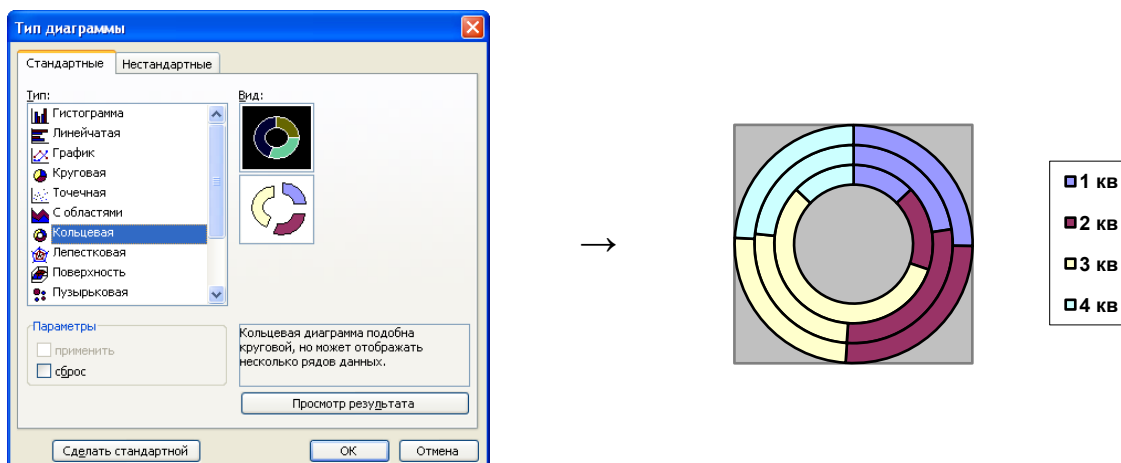 Тип диаграммы
Стандартные
Нестандартные
Тип:
Гистограмма
Линейчатая
График
Круговая
Точечная
С областями
Кольцевая
Лепестковая
Поверхность
Пузырьковая
Вид:
Параметры
применить
сброс
Кольцевая диаграмма подобна
круговой, но может отображать
несколько рядов данных.
Просмотр результата
Сделать стандартной
ОК
Отмена
→
1 кв
2 кв
3 кв
4 кв